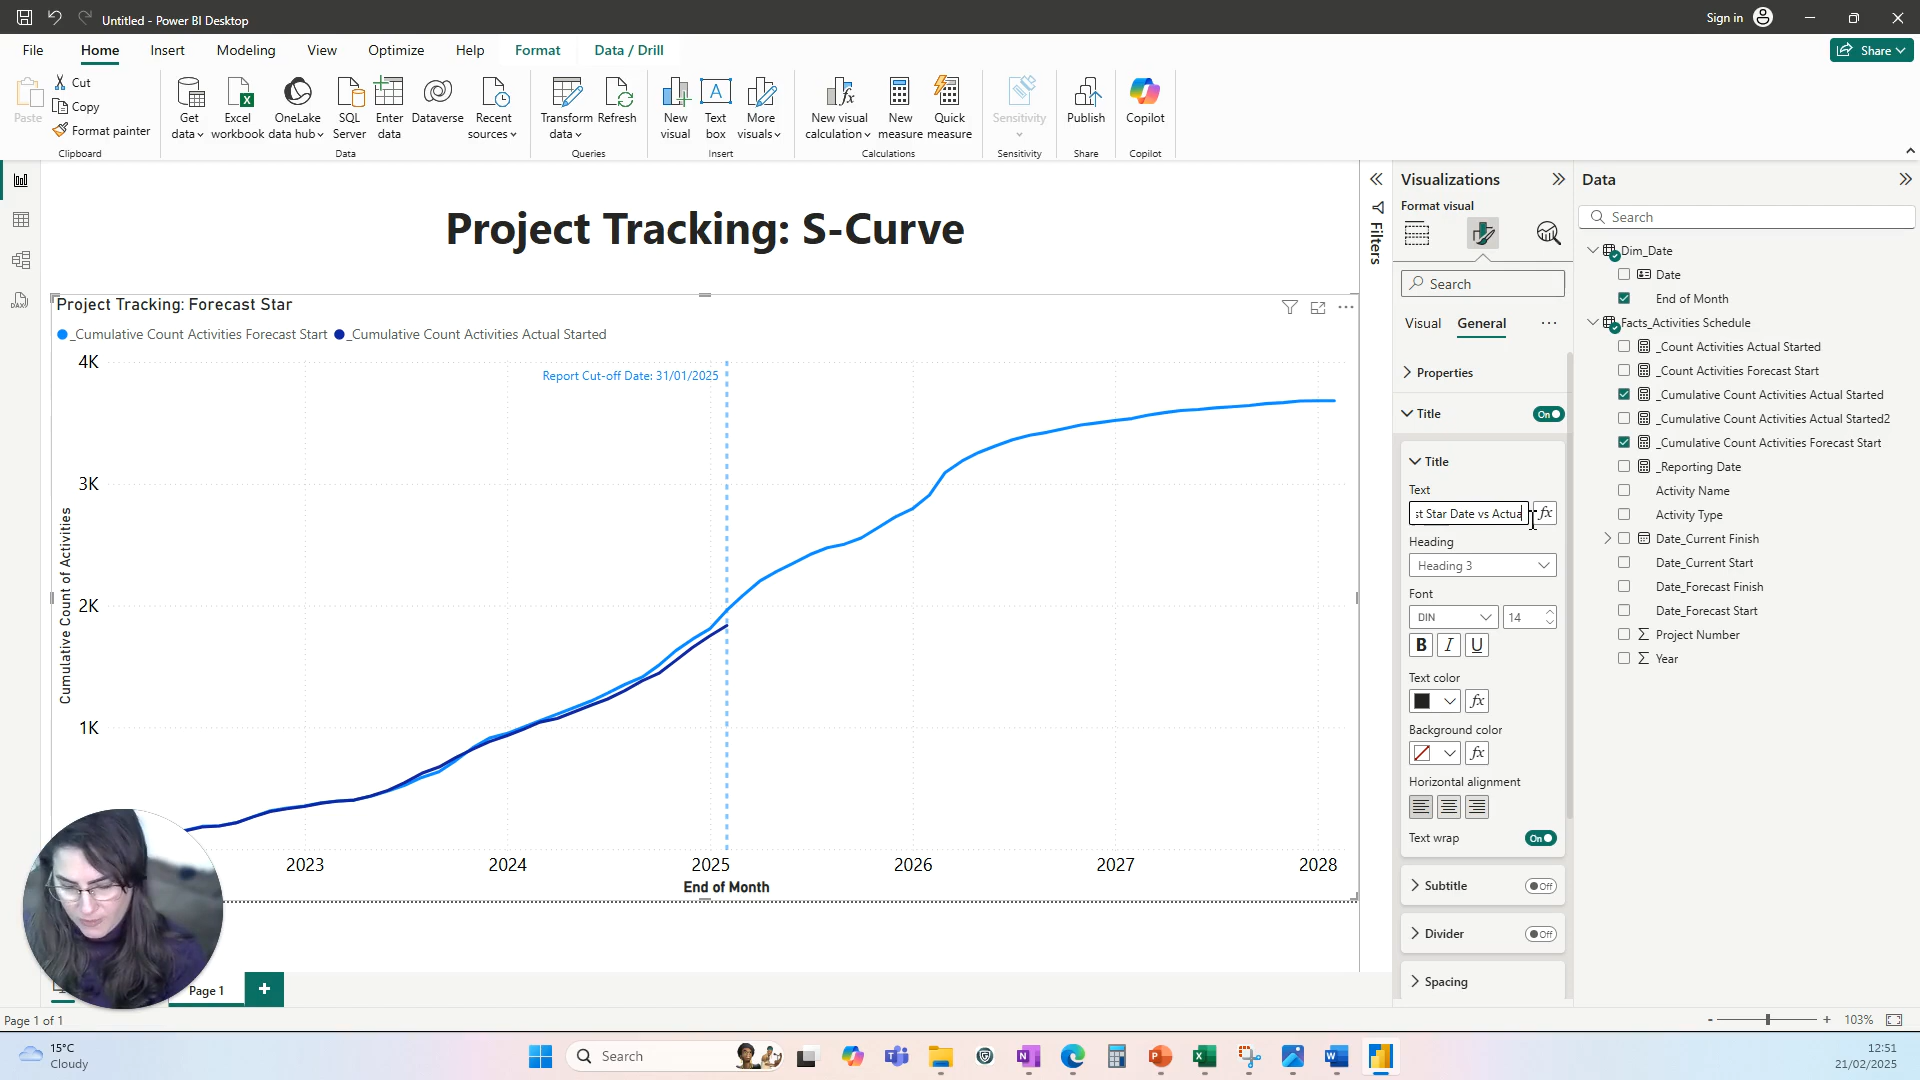 Untitled - Power BI Desktop
Sign in
File
Home
Insert
Modeling
View
Optimize
Help
Format
Data / Drill
Share
Paste
Cut
Copy
Format painter
Clipboard
Get data
Excel workbook
OneLake data hub
SQL Server
Enter data
Dataverse
Recent sources
Data
Transform data
Refresh
Queries
New visual
Text box
More visuals
Insert
New visual calculation
New measure
Quick measure
Calculations
Sensitivity
Sensitivity
Publish
Share
Copilot
Copilot
Project Tracking: S-Curve
Project Tracking: Forecast Star
_Cumulative Count Activities Forecast Start
_Cumulative Count Activities Actual Started
Report Cut-off Date: 31/01/2025
Cumulative Count of Activities
4K
3K
2K
1K
2023
2024
2025
2026
2027
2028
End of Month
Filters
Visualizations
Format visual
Search
Visual
General
Properties
Title
On
Title
Text
st Star Date vs Actua
fx
Heading
Heading 3
Font
DIN
14
B
I
U
Text color
fx
Background color
fx
Horizontal alignment
Text wrap
On
Subtitle
Off
Divider
Off
Spacing
Data
Search
Dim_Date
Date
End of Month
Facts_Activities Schedule
_Count Activities Actual Started
_Count Activities Forecast Start
_Cumulative Count Activities Actual Started
_Cumulative Count Activities Actual Started2
_Cumulative Count Activities Forecast Start
_Reporting Date
Activity Name
Activity Type
Date_Current Finish
Date_Current Start
Date_Forecast Finish
Date_Forecast Start
Project Number
Year
Page 1
Page 1 of 1
103%
15°C
Cloudy
Search
12:51
21/02/2025